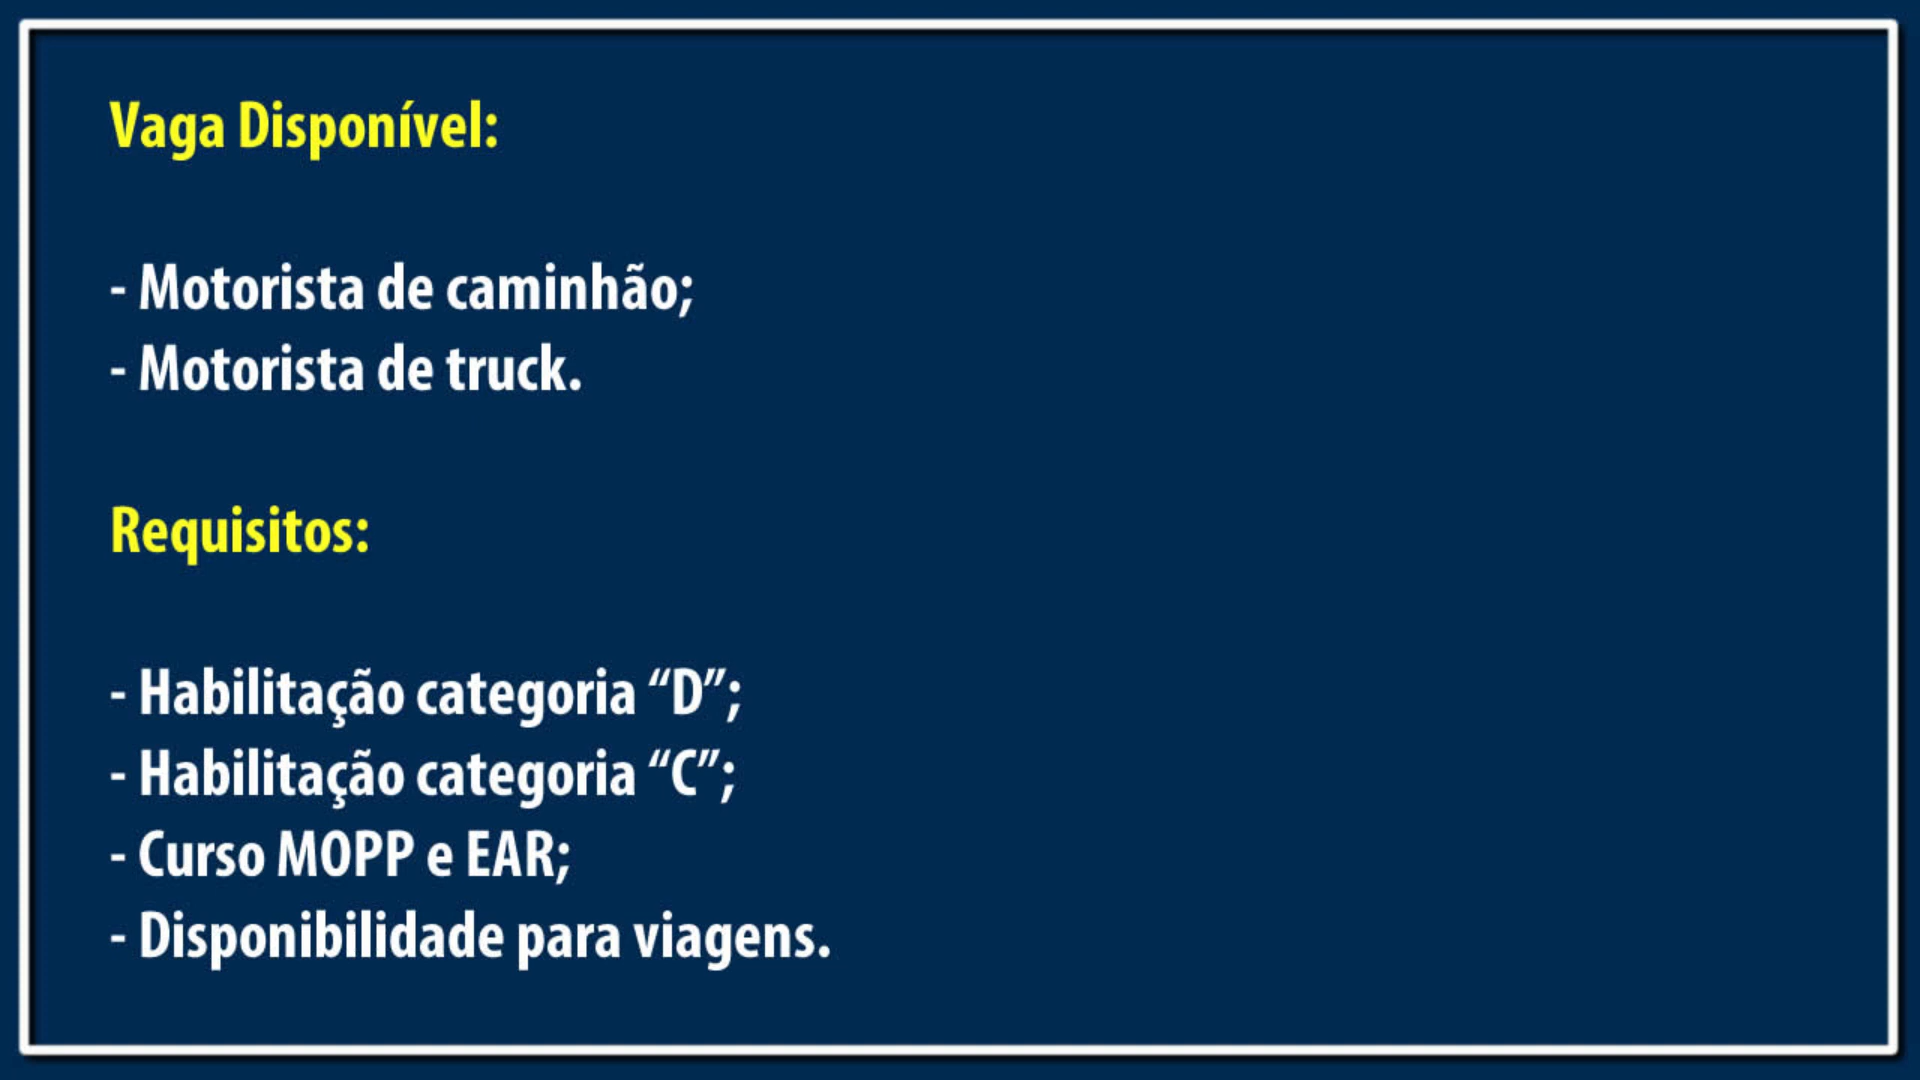 Vaga Disponível:
- Motorista de caminhão;
- Motorista de truck.
Requisitos:
- Habilitação categoria “D”;
- Habilitação categoria “C”;
- Curso MOPP e EAR;
- Disponibilidade para viagens.